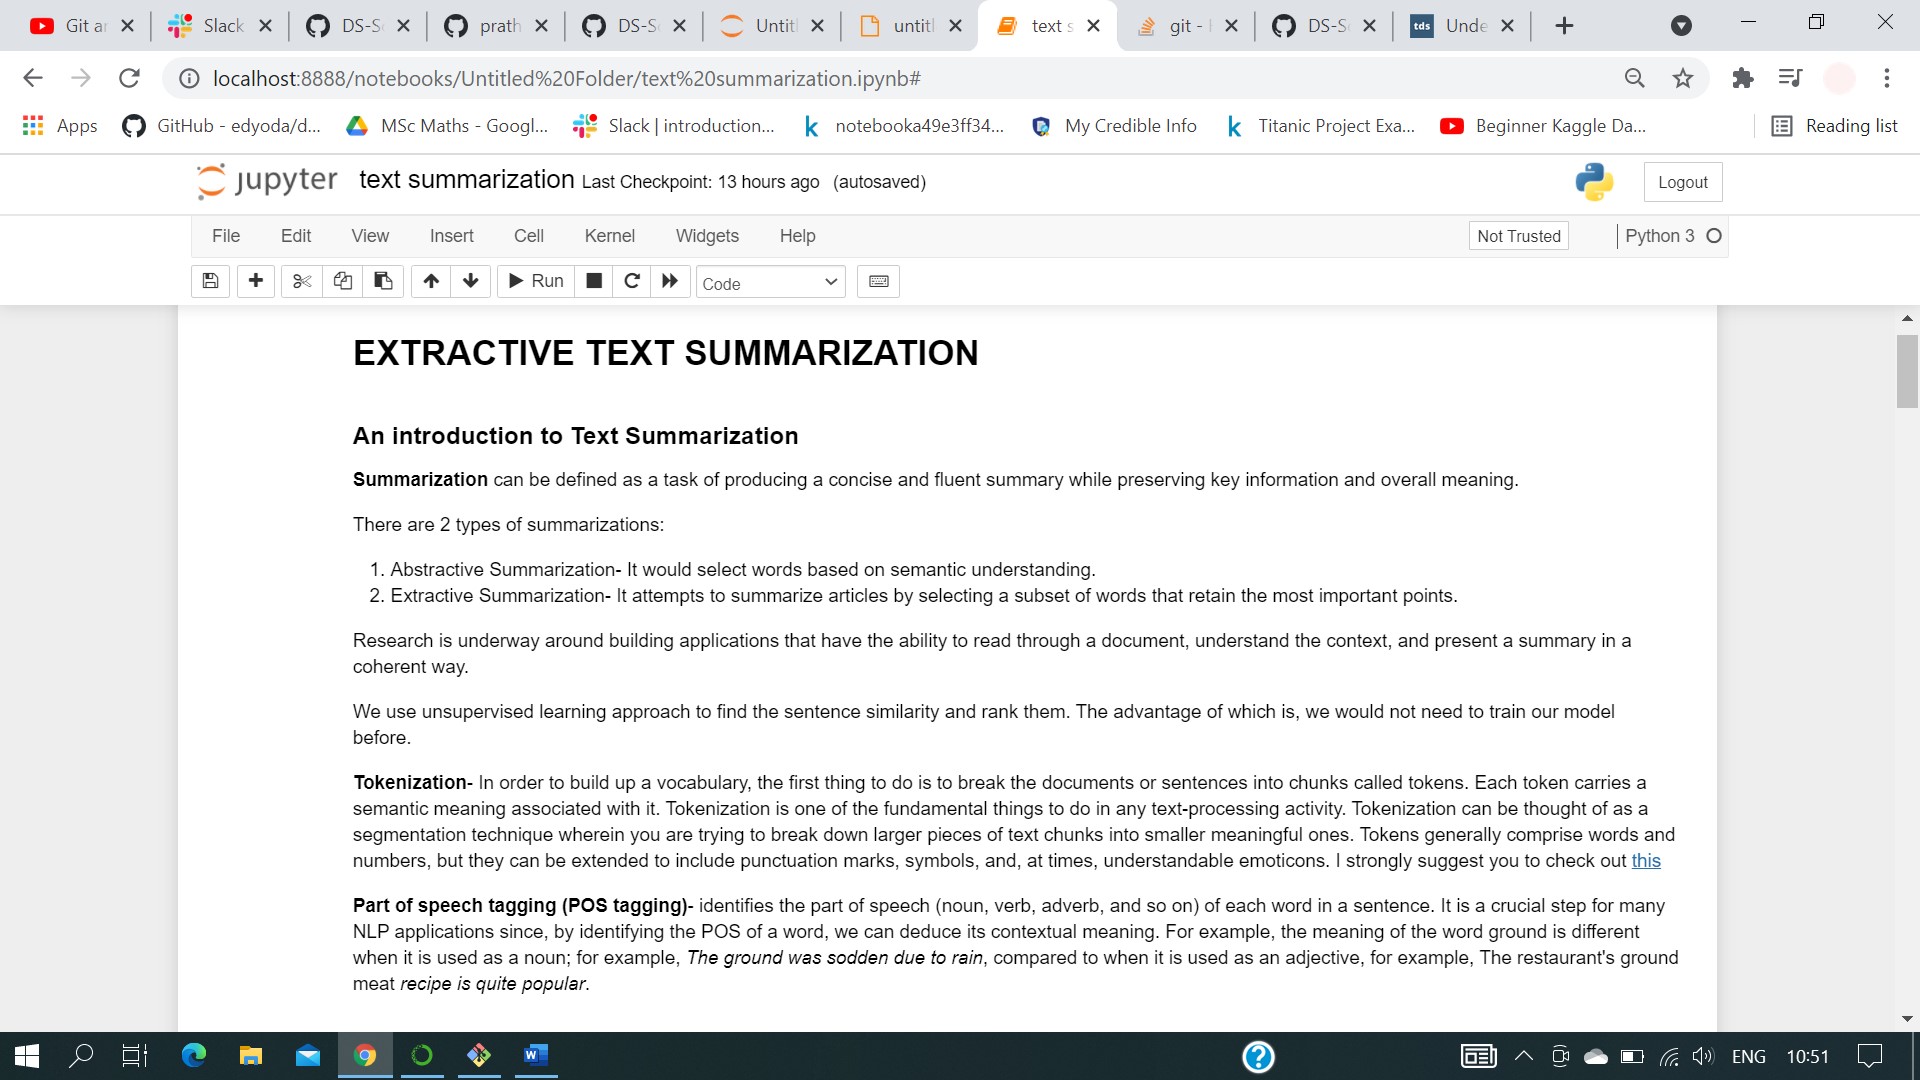 Git ar
Slack
DS-S
prath
DS-S
Untitl
untitl
text s
git -
DS-S
tds Unde
localhost:8888/notebooks/Untitled%20Folder/text%20summarization.ipynb#
Apps GitHub - edyoda/d... MSc Maths - Googl... Slack | introduction... notebooka49e3ff34... My Credible Info Titanic Project Exa... Beginner Kaggle Da... Reading list
jupyter text summarization Last Checkpoint: 13 hours ago (autosaved) Logout
File Edit View Insert Cell Kernel Widgets Help Not Trusted Python 3
Run Code
EXTRACTIVE TEXT SUMMARIZATION
An introduction to Text Summarization
Summarization can be defined as a task of producing a concise and fluent summary while preserving key information and overall meaning.
There are 2 types of summarizations:
1. Abstractive Summarization- It would select words based on semantic understanding.
2. Extractive Summarization- It attempts to summarize articles by selecting a subset of words that retain the most important points.
Research is underway around building applications that have the ability to read through a document, understand the context, and present a summary in a
coherent way.
We use unsupervised learning approach to find the sentence similarity and rank them. The advantage of which is, we would not need to train our model
before.
Tokenization- In order to build up a vocabulary, the first thing to do is to break the documents or sentences into chunks called tokens. Each token carries a
semantic meaning associated with it. Tokenization is one of the fundamental things to do in any text-processing activity. Tokenization can be thought of as a
segmentation technique wherein you are trying to break down larger pieces of text chunks into smaller meaningful ones. Tokens generally comprise words and
numbers, but they can be extended to include punctuation marks, symbols, and, at times, understandable emoticons. I strongly suggest you to check out this
Part of speech tagging (POS tagging)- identifies the part of speech (noun, verb, adverb, and so on) of each word in a sentence. It is a crucial step for many
NLP applications since, by identifying the POS of a word, we can deduce its contextual meaning. For example, the meaning of the word ground is different
when it is used as a noun; for example, The ground was sodden due to rain, compared to when it is used as an adjective, for example, The restaurant's ground
meat recipe is quite popular.
ENG 10:51